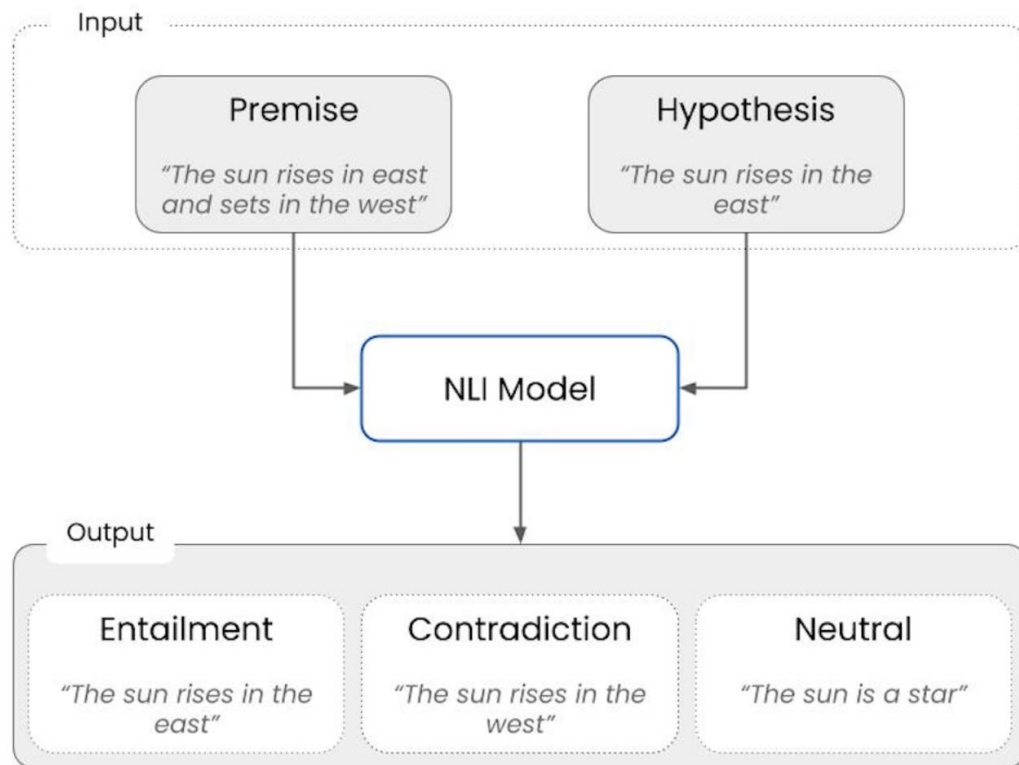 Input
Premise
“The sun rises in east
and sets in the west”
Hypothesis
“The sun rises in the
east”
NLI Model
Output
Entailment
“The sun rises in the
east”
Contradiction
“The sun rises in the
west”
Neutral
“The sun is a star”